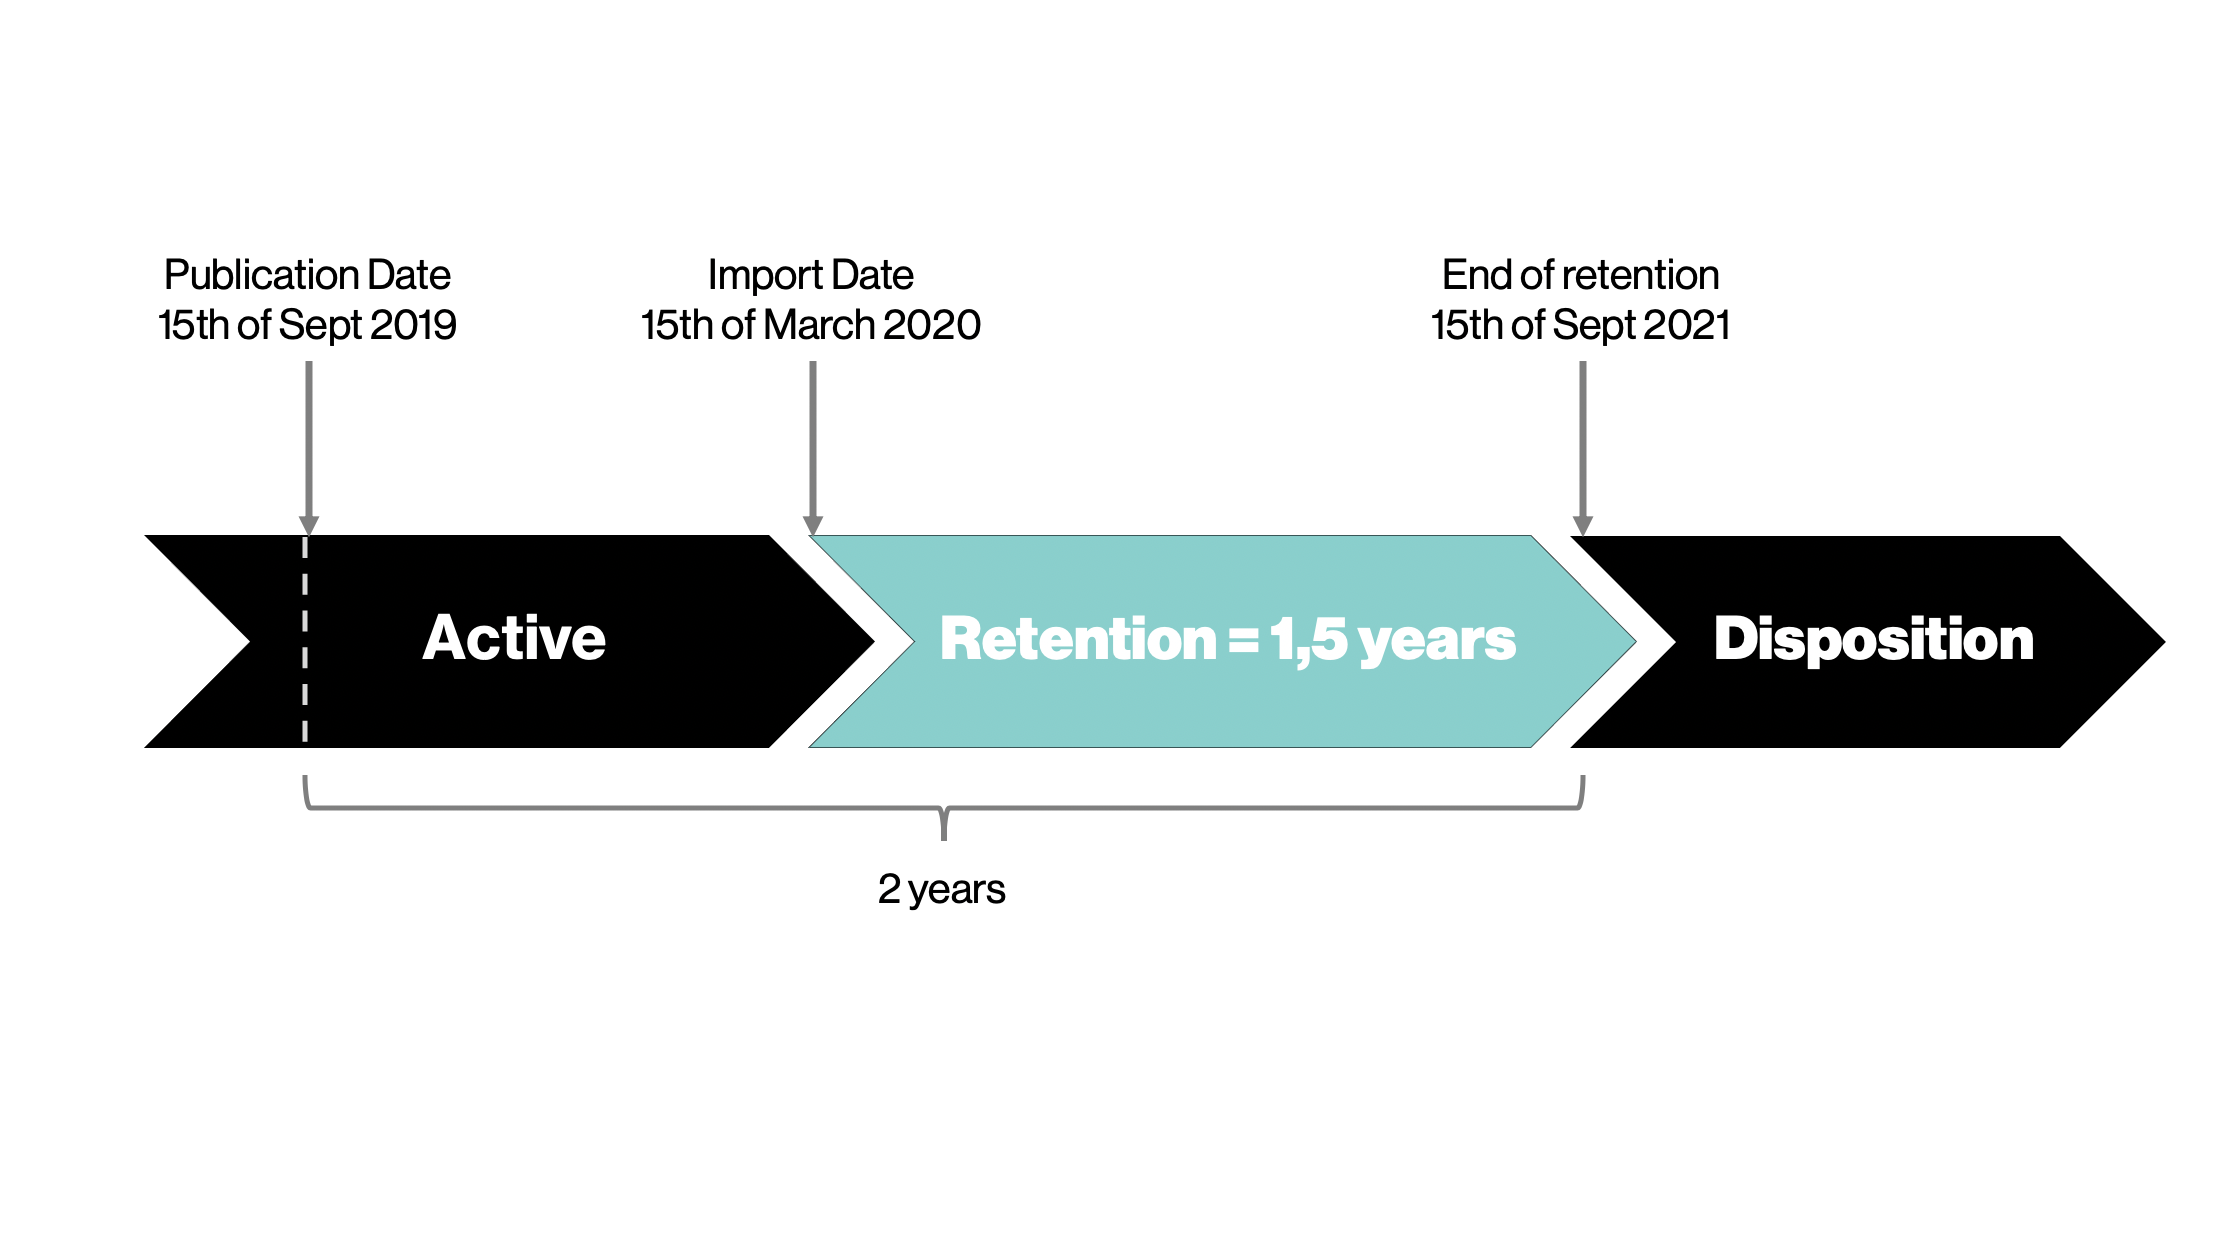 Publication Date
15th of Sept 2019
Import Date
15th of March 2020
End of retention
15th of Sept 2021
Active
Retention = 1,5 years
Disposition
2 years